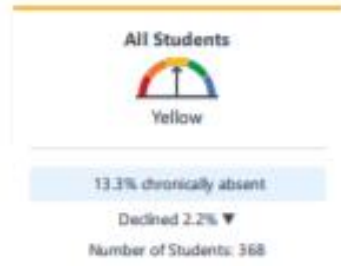 All Students
Yellow
13.3% chronically absent
Declined 2.2% ▼
Number of Students: 368